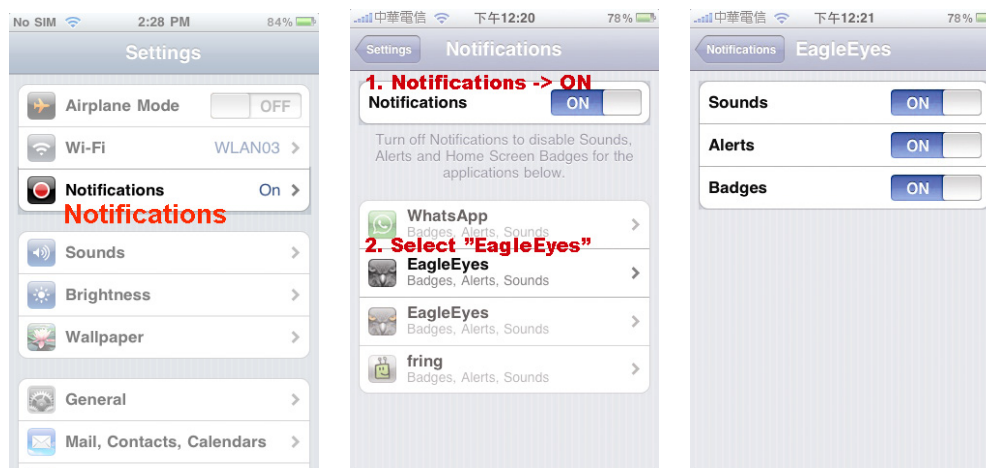 No SIM 2:28 PM 84%
Settings
Airplane Mode OFF
Wi-Fi WLAN03
Notifications On
Notifications
Sounds
Brightness
Wallpaper
General
Mail, Contacts, Calendars
中華電信 下午12:20 78%
Settings Notifications
1. Notifications -> ON
Notifications ON
Turn off Notifications to disable Sounds,
Alerts and Home Screen Badges for the
applications below.
WhatsApp
Badges, Alerts, Sounds
2. Select ”EagleEyes”
EagleEyes
Badges, Alerts, Sounds
EagleEyes
Badges, Alerts, Sounds
fring
Badges, Alerts, Sounds
中華電信 下午12:21 78%
Notifications EagleEyes
Sounds ON
Alerts ON
Badges ON